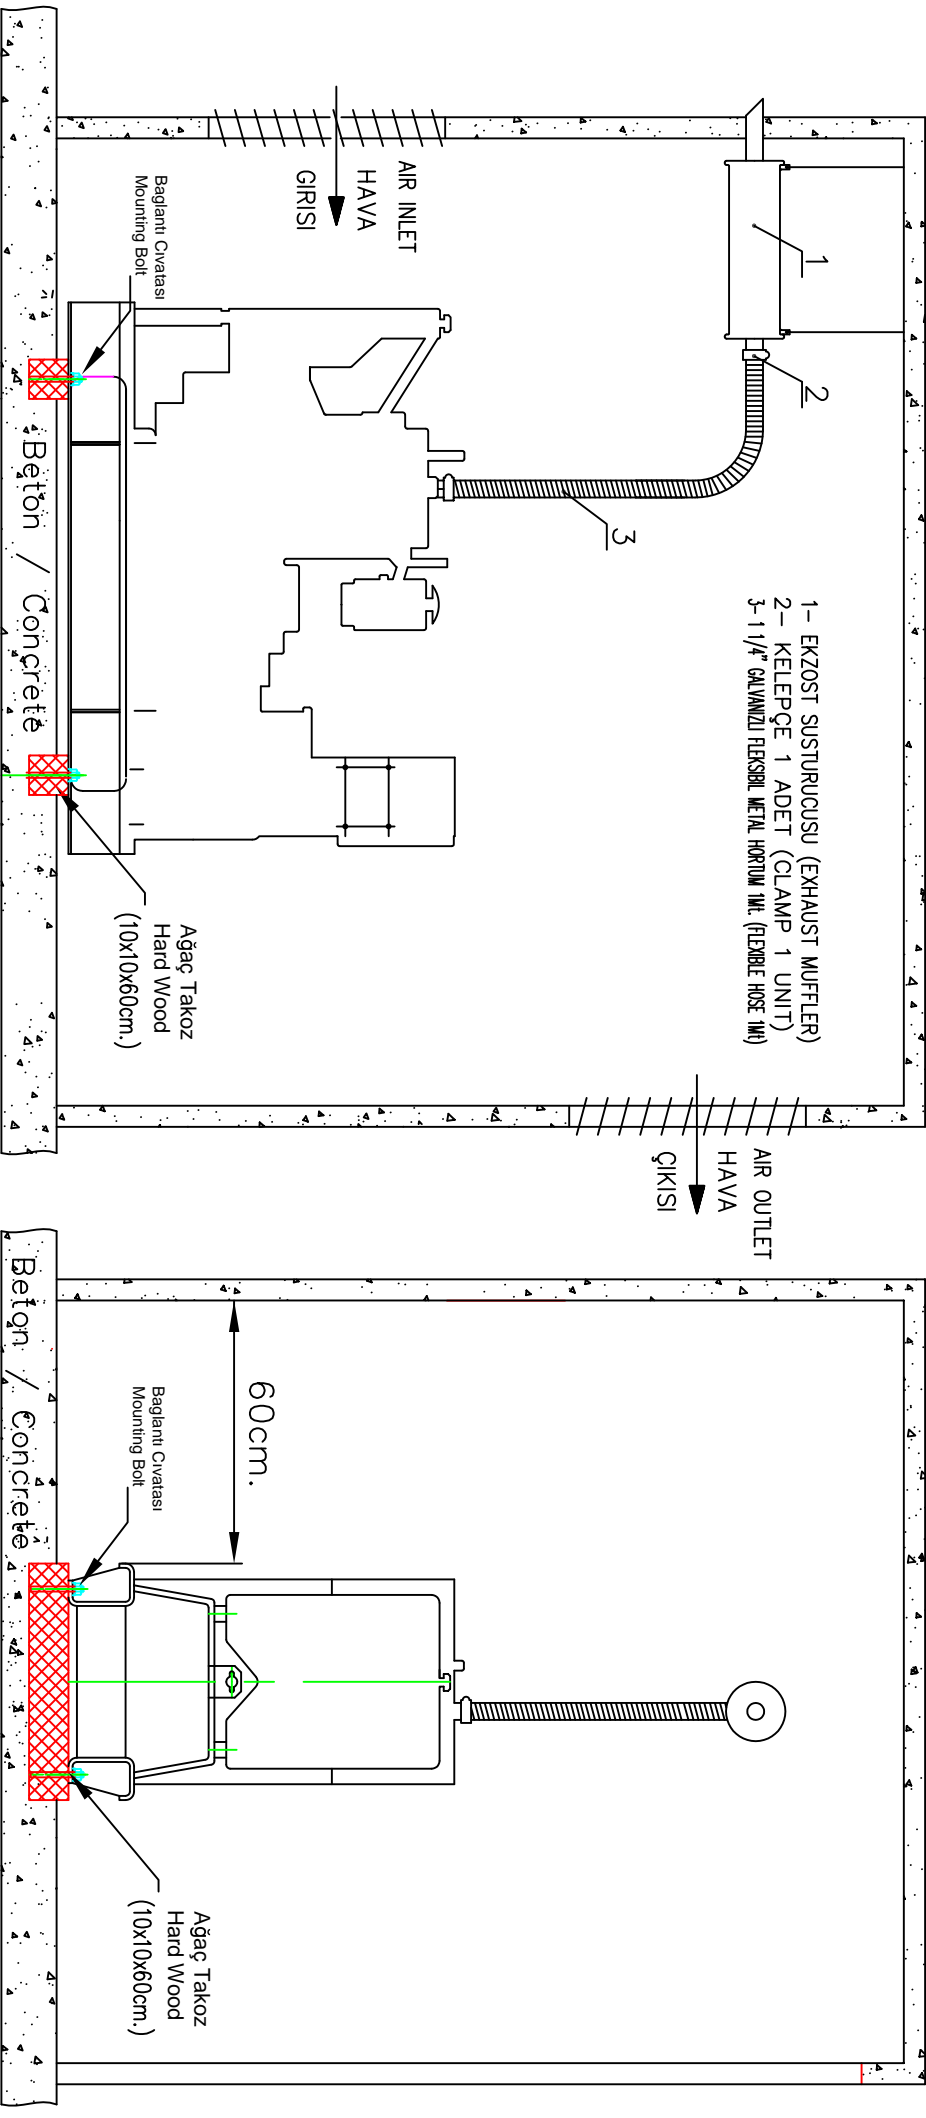 1
2
3
1- EKZOST SUSTURUCUSU (EXHAUST MUFFLER)
2- KELEPÇE 1 ADET (CLAMP 1 UNIT)
3- 1 1/4" GALVANIZLI FLEKSIBIL METAL HORTUM 1Mt. (FLEXIBLE HOSE 1Mt)
AIR INLET
HAVA
GIRISI
AIR OUTLET
HAVA
ÇIKISI
Baglantı Cıvatası
Mounting Bolt
Ağaç Takoz
Hard Wood
(10x10x60cm.)
Beton / Concrete
60cm.
Baglantı Cıvatası
Mounting Bolt
Ağaç Takoz
Hard Wood
(10x10x60cm.)
Beton / Concrete